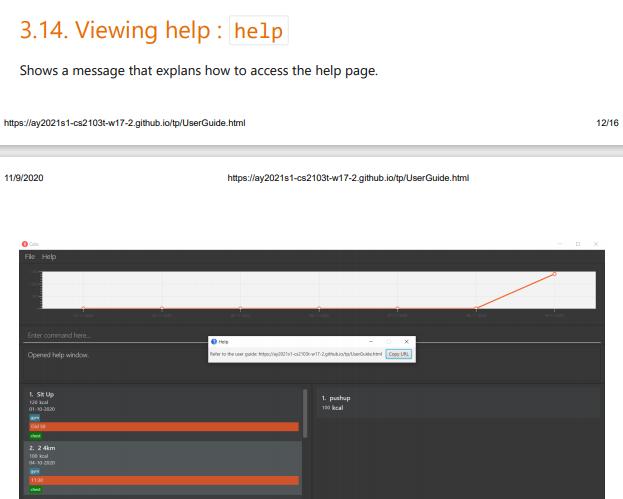 3.14. Viewing help : help
Shows a message that explans how to access the help page.
https://ay2021s1-cs2103t-w17-2.github.io/tp/UserGuide.html 12/16
11/9/2020 https://ay2021s1-cs2103t-w17-2.github.io/tp/UserGuide.html
Calo
File Help
Enter command here...
Help
Refer to the user guide: https://ay2021s1-cs2103t-w17-2.github.io/tp/UserGuide.html Copy URL
Opened help window.
1. Sit Up
120 kcal
01-10-2020
gym
chest
2. 2 4km
100 kcal
04-10-2020
gym
11:30
chest
1. pushup
100 kcal